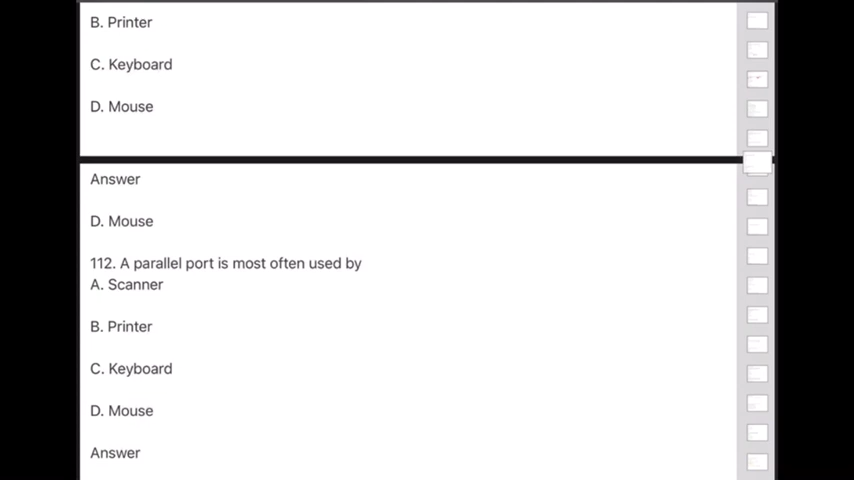 B. Printer
C. Keyboard
D. Mouse
Answer
D. Mouse
112. A parallel port is most often used by
A. Scanner
B. Printer
C. Keyboard
D. Mouse
Answer